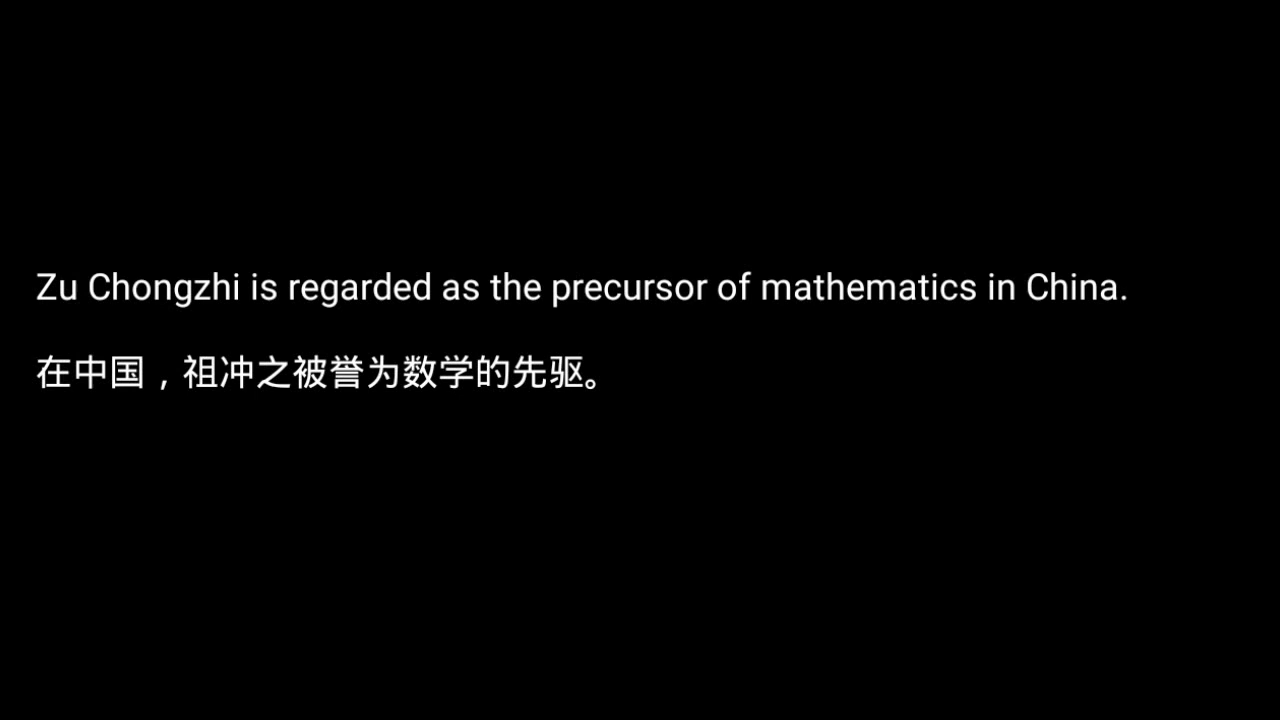 Zu Chongzhi is regarded as the precursor of mathematics in China.
在中国，祖冲之被誉为数学的先驱。